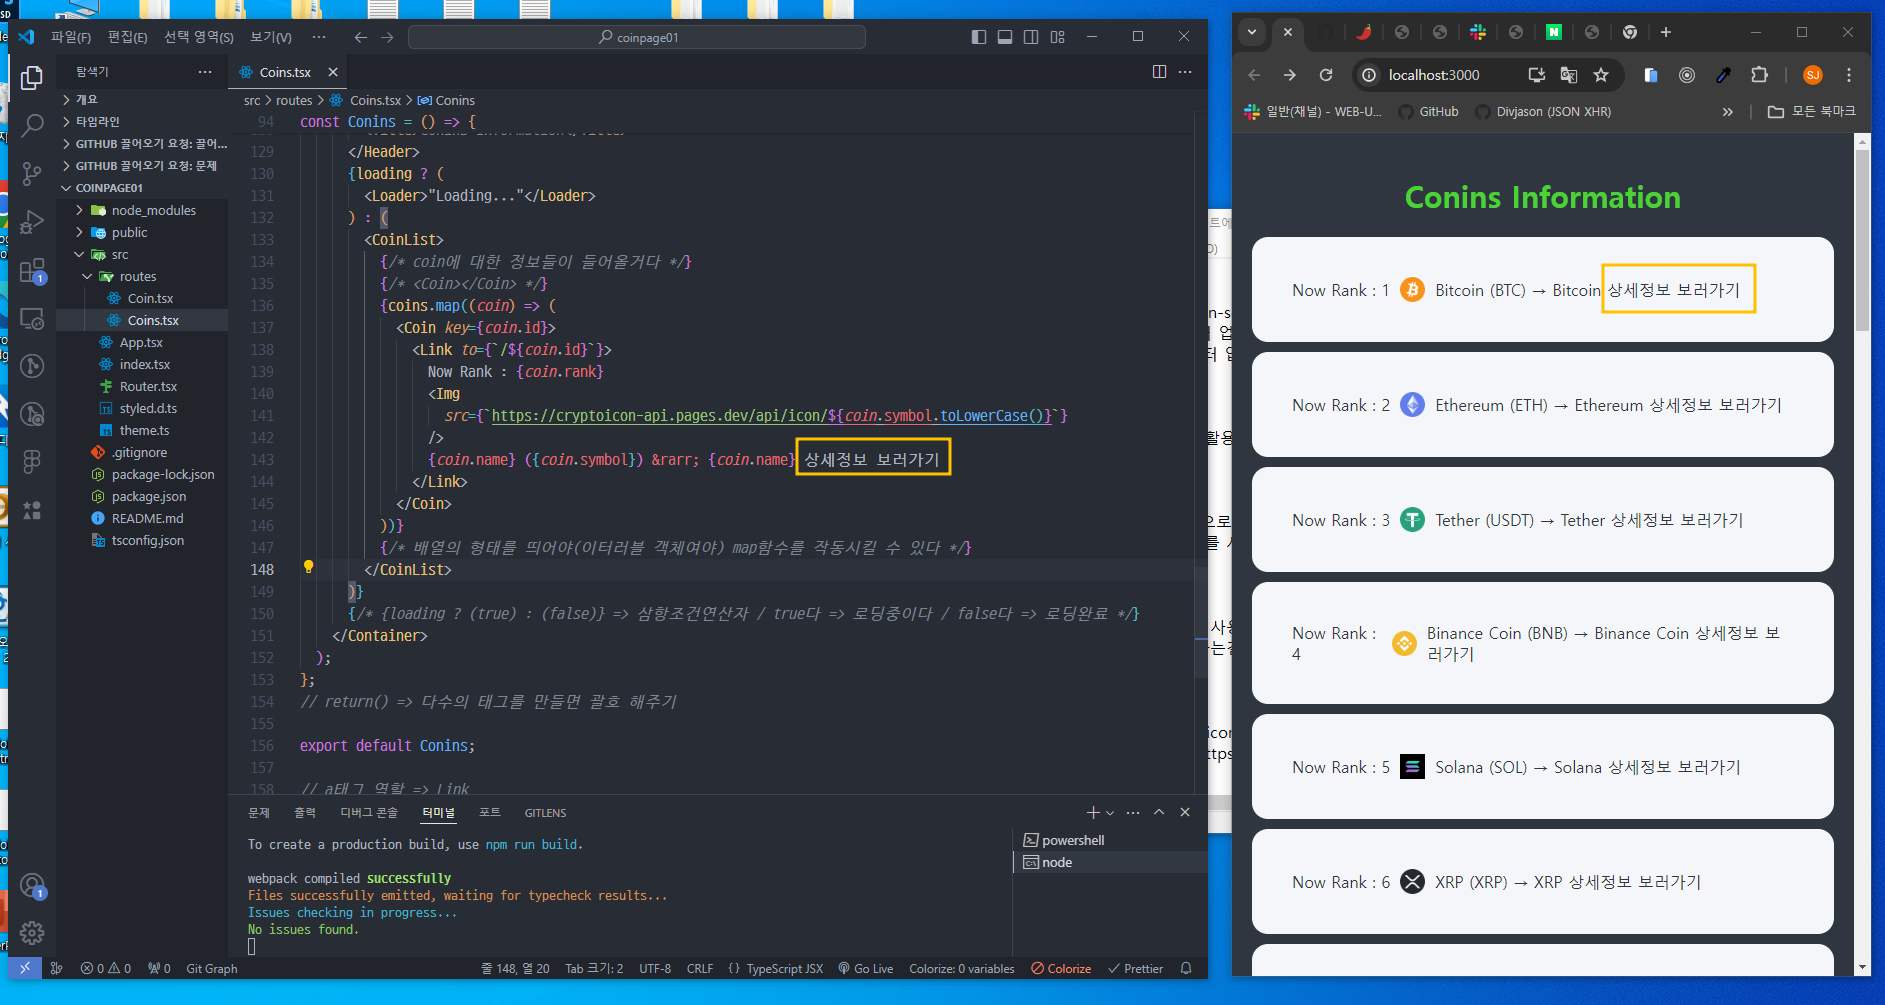 파일(F) 편집(E) 선택 영역(S) 보기(V) ··· coinpage01
탐색기 ···
개요
타임라인
GITHUB 끌어오기 요청: 끌어...
GITHUB 끌어오기 요청: 문제
COINPAGE01
node_modules
public
src
routes
Coin.tsx
Coins.tsx
App.tsx
index.tsx
Router.tsx
styled.d.ts
theme.ts
.gitignore
package-lock.json
package.json
README.md
tsconfig.json
1
1
Coins.tsx
src > routes > Coins.tsx > Conins
94 const Conins = () => {
129 </Header>
130 {loading ? (
131 <Loader>"Loading..."</Loader>
132 ) : (
133 <CoinList>
134 {/* coin에 대한 정보들이 들어올거다 */}
135 {/* <Coin></Coin> */}
136 {coins.map((coin) => (
137 <Coin key={coin.id}>
138 <Link to={`/${coin.id}`}>
139 Now Rank : {coin.rank}
140 <Img
141 src={`https://cryptoicon-api.pages.dev/api/icon/${coin.symbol.toLowerCase()}`}
142 />
143 {coin.name} ({coin.symbol}) &rarr; {coin.name} 상세정보 보러가기
144 </Link>
145 </Coin>
146 ))}
147 {/* 배열의 형태를 띄어야(이터러블 객체여야) map함수를 작동시킬 수 있다 */}
148 </CoinList>
149 )}
150 {/* {loading ? (true) : (false)} => 삼항조건연산자 / true다 => 로딩중이다 / false다 => 로딩완료 */}
151 </Container>
152 );
153 };
154 // return() => 다수의 태그를 만들면 괄호 해주기
155
156 export default Conins;
157
158 // a태그 역할 => Link
문제 출력 디버그 콘솔 터미널 포트 GITLENS
To create a production build, use npm run build.
webpack compiled successfully
Files successfully emitted, waiting for typecheck results...
Issues checking in progress...
No issues found.
powershell
node
0 0 0 Git Graph 줄 148, 열 20 Tab 크기: 2 UTF-8 CRLF {} TypeScript JSX Go Live Colorize: 0 variables Colorize Prettier
localhost:3000 SJ
일반(채널) - WEB-U... GitHub Divjason (JSON XHR) » 모든 북마크
Conins Information
Now Rank : 1 Bitcoin (BTC) → Bitcoin 상세정보 보러가기
Now Rank : 2 Ethereum (ETH) → Ethereum 상세정보 보러가기
Now Rank : 3 Tether (USDT) → Tether 상세정보 보러가기
Now Rank : 4 Binance Coin (BNB) → Binance Coin 상세정보 보
러가기
Now Rank : 5 Solana (SOL) → Solana 상세정보 보러가기
Now Rank : 6 XRP (XRP) → XRP 상세정보 보러가기